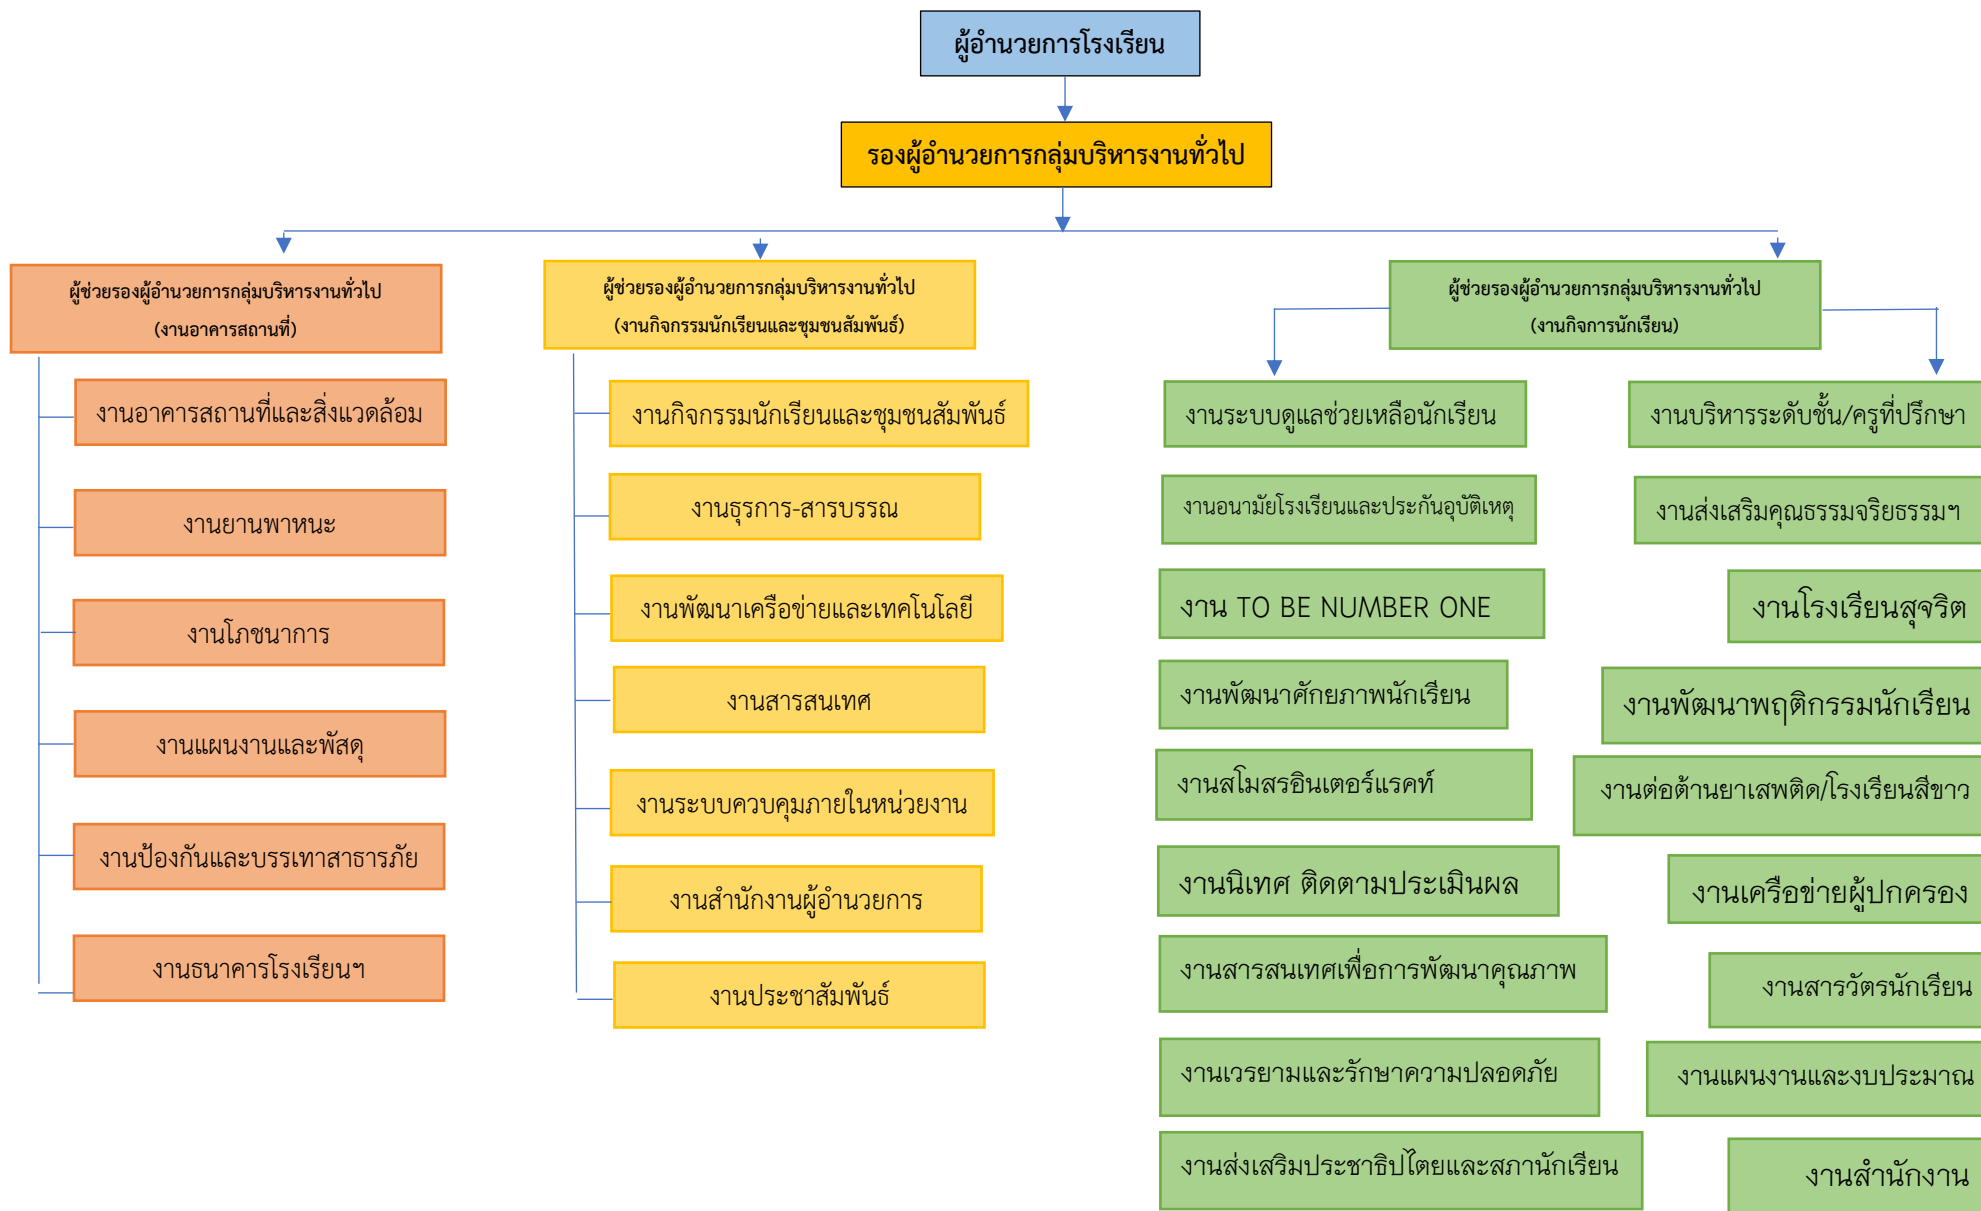 ผู้อำนวยการโรงเรียน
รองผู้อำนวยการกลุ่มบริหารงานทั่วไป
ผู้ช่วยรองผู้อำนวยการกลุ่มบริหารงานทั่วไป
(งานอาคารสถานที่)
งานอาคารสถานที่และสิ่งแวดล้อม
งานยานพาหนะ
งานโภชนาการ
งานแผนงานและพัสดุ
งานป้องกันและบรรเทาสาธารภัย
งานธนาคารโรงเรียนฯ
ผู้ช่วยรองผู้อำนวยการกลุ่มบริหารงานทั่วไป
(งานกิจกรรมนักเรียนและชุมชนสัมพันธ์)
งานกิจกรรมนักเรียนและชุมชนสัมพันธ์
งานธุรการ-สารบรรณ
งานพัฒนาเครือข่ายและเทคโนโลยี
งานสารสนเทศ
งานระบบควบคุมภายในหน่วยงาน
งานสำนักงานผู้อำนวยการ
งานประชาสัมพันธ์
ผู้ช่วยรองผู้อำนวยการกลุ่มบริหารงานทั่วไป
(งานกิจการนักเรียน)
งานระบบดูแลช่วยเหลือนักเรียน
งานอนามัยโรงเรียนและประกันอุบัติเหตุ
งาน TO BE NUMBER ONE
งานพัฒนาศักยภาพนักเรียน
งานสโมสรอินเตอร์แรคท์
งานนิเทศ ติดตามประเมินผล
งานสารสนเทศเพื่อการพัฒนาคุณภาพ
งานเวรยามและรักษาความปลอดภัย
งานส่งเสริมประชาธิปไตยและสภานักเรียน
งานบริหารระดับชั้น/ครูที่ปรึกษา
งานส่งเสริมคุณธรรมจริยธรรมฯ
งานโรงเรียนสุจริต
งานพัฒนาพฤติกรรมนักเรียน
งานต่อต้านยาเสพติด/โรงเรียนสีขาว
งานเครือข่ายผู้ปกครอง
งานสารวัตรนักเรียน
งานแผนงานและงบประมาณ
งานสำนักงาน